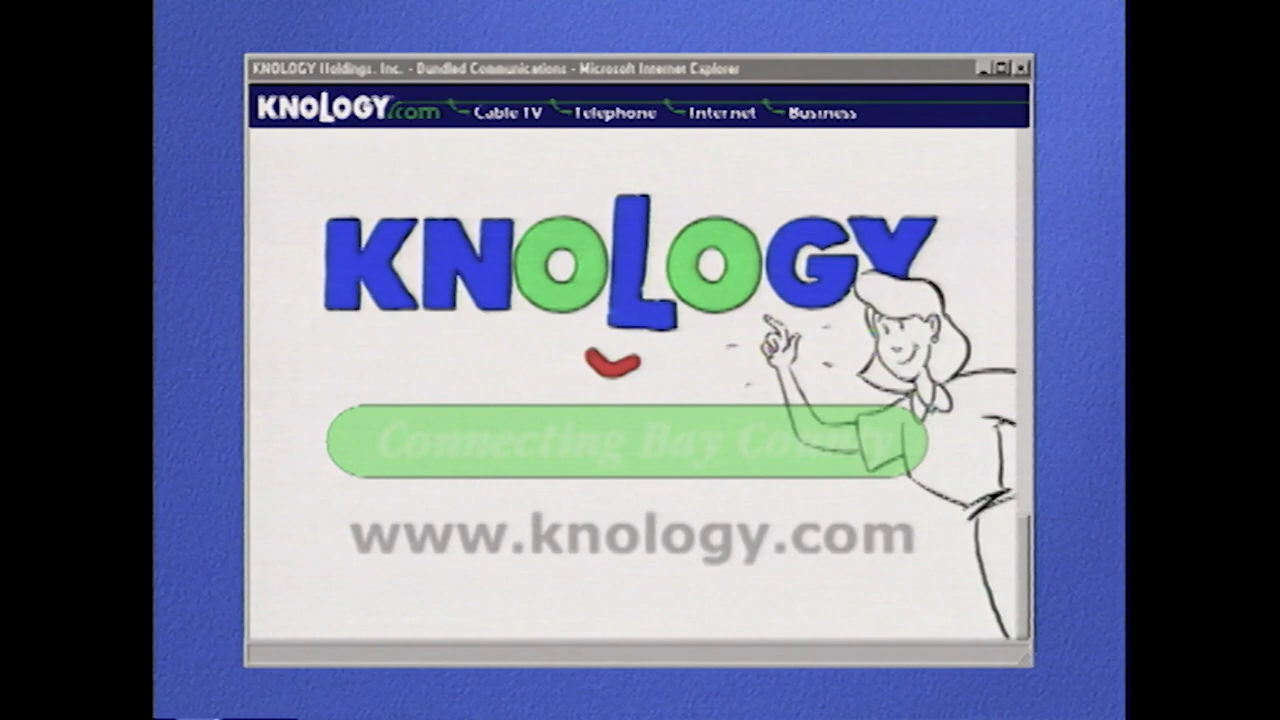 KNOLOGY Holdings, Inc. - Bundled Communications - Microsoft Internet Explorer
KNOLOGY.com Cable TV Telephone Internet Business
KNOLOGY
Connecting Bay County
www.knology.com